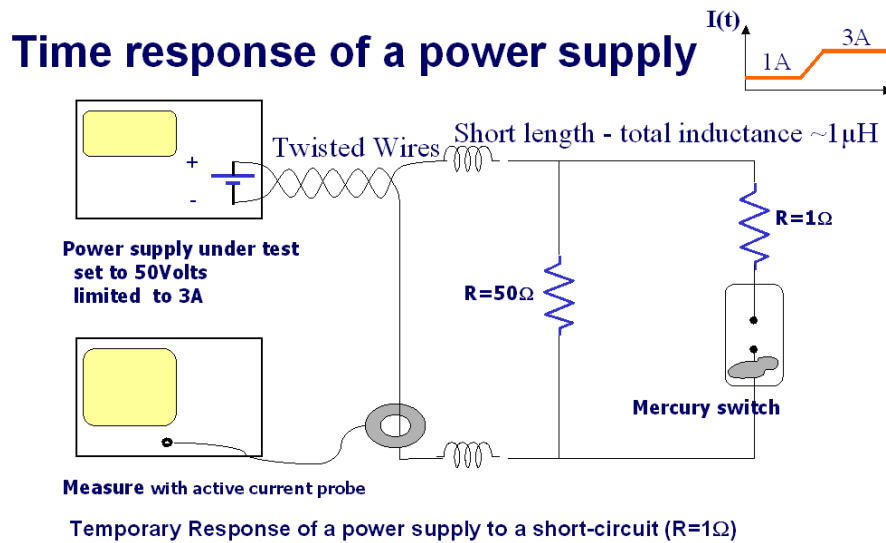 Time response of a power supply
I(t)
1A
3A
Twisted Wires
Short length - total inductance ~1µH
+
-
R=1Ω
Power supply under test
set to 50Volts
limited to 3A
R=50Ω
Mercury switch
Measure with active current probe
Temporary Response of a power supply to a short-circuit (R=1Ω)